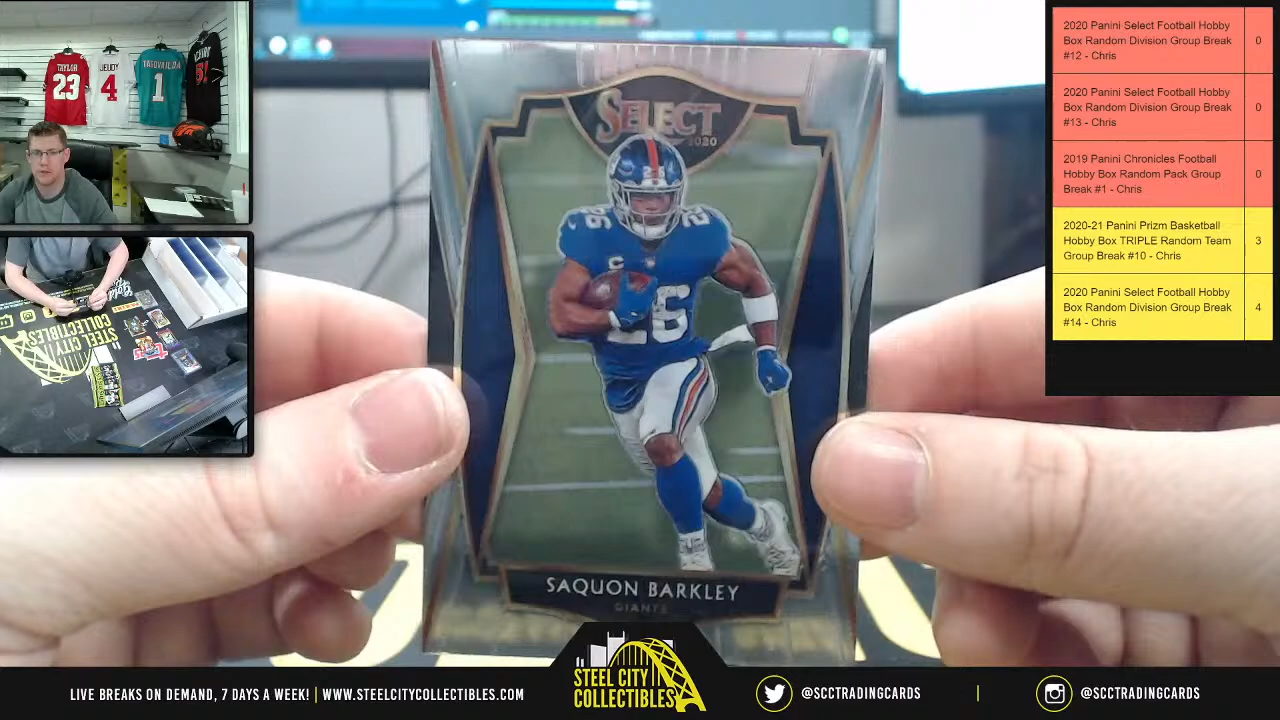 TAYLOR
23
JEUDY
4
TAGOVAILOA
1
STEEL CITY
COLLECTIBLES
SELECT
2020
26
26
C
26
SAQUON BARKLEY
GIANTS
2020 Panini Select Football Hobby
Box Random Division Group Break
#12 - Chris
0
2020 Panini Select Football Hobby
Box Random Division Group Break
#13 - Chris
0
2019 Panini Chronicles Football
Hobby Box Random Pack Group
Break #1 - Chris
0
2020-21 Panini Prizm Basketball
Hobby Box TRIPLE Random Team
Group Break #10 - Chris
3
2020 Panini Select Football Hobby
Box Random Division Group Break
#14 - Chris
4
LIVE BREAKS ON DEMAND, 7 DAYS A WEEK! | WWW.STEELCITYCOLLECTIBLES.COM
STEEL CITY
COLLECTIBLES
@SCCTRADINGCARDS
@SCCTRADINGCARDS